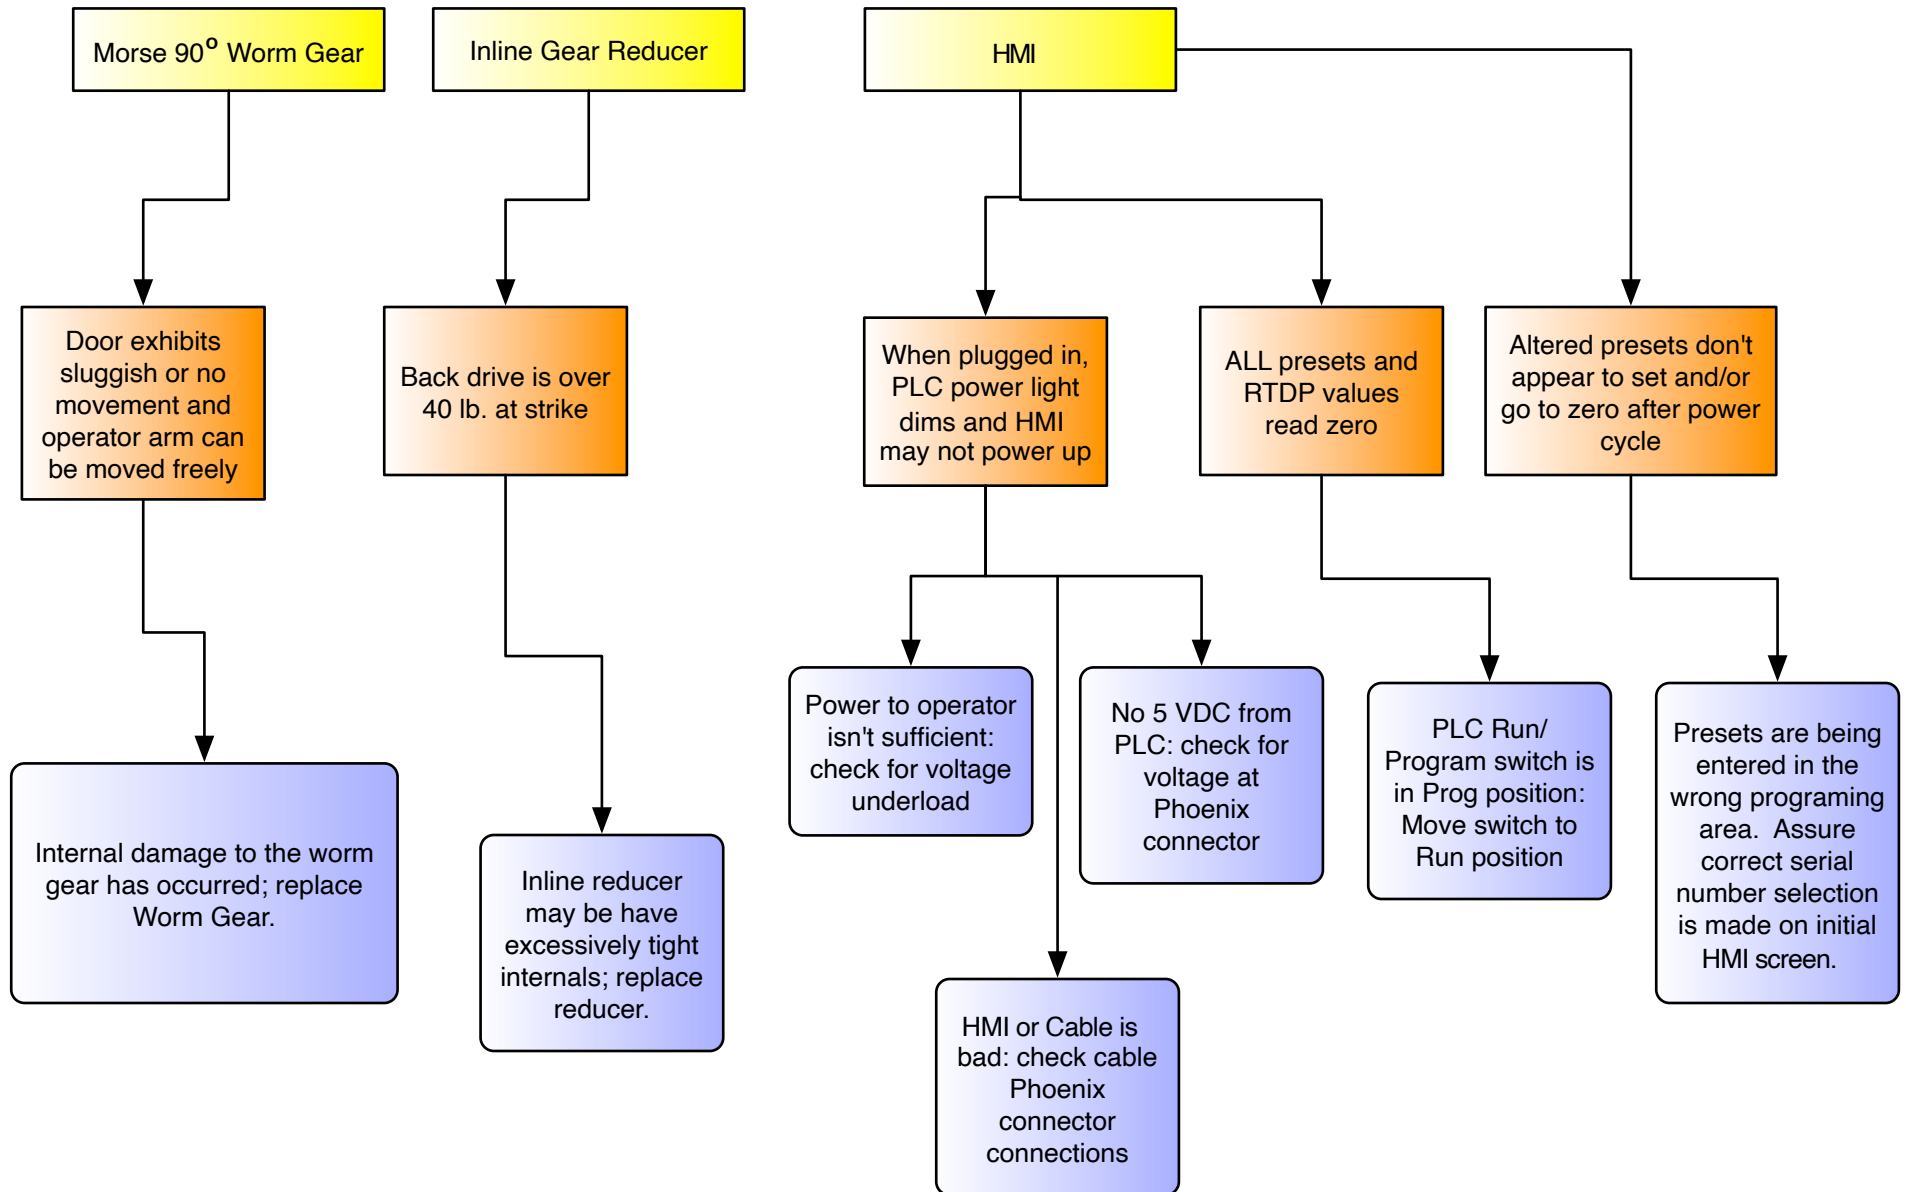 Morse 90° Worm Gear
Inline Gear Reducer
HMI
Door exhibits
sluggish or no
movement and
operator arm can
be moved freely
Back drive is over
40 lb. at strike
When plugged in,
PLC power light
dims and HMI
may not power up
ALL presets and
RTDP values
read zero
Altered presets don't
appear to set and/or
go to zero after power
cycle
Internal damage to the worm
gear has occurred; replace
Worm Gear.
Inline reducer
may be have
excessively tight
internals; replace
reducer.
Power to operator
isn't sufficient:
check for voltage
underload
HMI or Cable is
bad: check cable
Phoenix
connector
connections
No 5 VDC from
PLC: check for
voltage at
Phoenix
connector
PLC Run/
Program switch is
in Prog position:
Move switch to
Run position
Presets are being
entered in the
wrong programing
area.  Assure
correct serial
number selection
is made on initial
HMI screen.